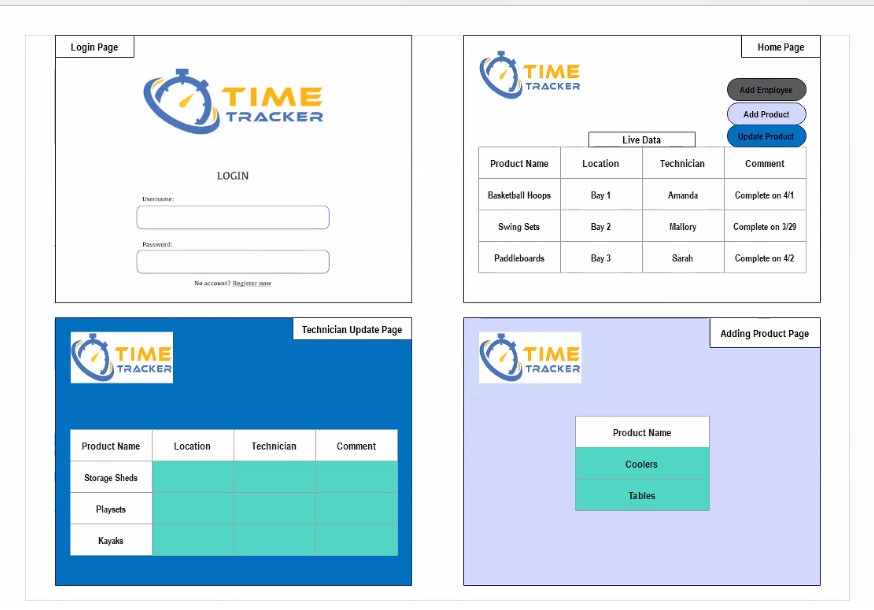 Login Page
TIME
TRACKER
LOGIN
Username:
Password:
No account? Register now
Home Page
TIME
TRACKER
Add Employee
Add Product
Update Product
Live Data
Product Name Location Technician Comment
Basketball Hoops Bay 1 Amanda Complete on 4/1
Swing Sets Bay 2 Mallory Complete on 3/29
Paddleboards Bay 3 Sarah Complete on 4/2
Technician Update Page
TIME
TRACKER
Product Name Location Technician Comment
Storage Sheds
Playsets
Kayaks
Adding Product Page
TIME
TRACKER
Product Name
Coolers
Tables